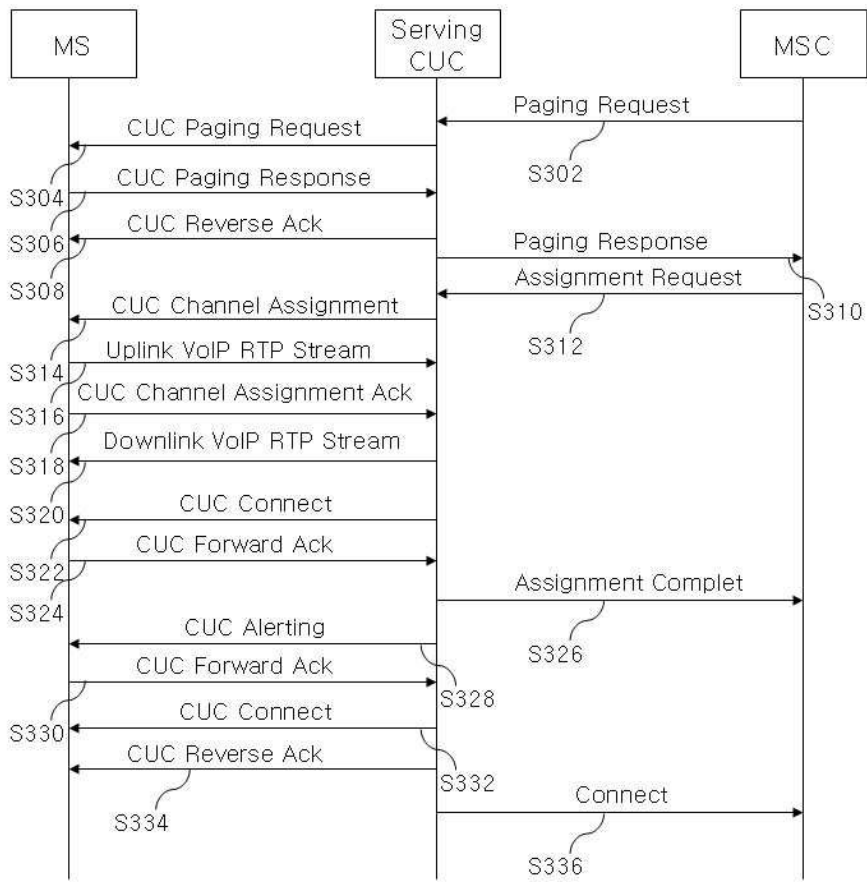 MS
Serving
CUC
MSC
Paging Request
CUC Paging Request
S302
S304
CUC Paging Response
S306
CUC Reverse Ack
Paging Response
S308
Assignment Request
S310
CUC Channel Assignment
S312
S314
Uplink VoIP RTP Stream
S316
CUC Channel Assignment Ack
S318
Downlink VoIP RTP Stream
S320
CUC Connect
S322
CUC Forward Ack
S324
Assignment Complet
CUC Alerting
S326
CUC Forward Ack
S328
S330
CUC Connect
CUC Reverse Ack
S332
S334
Connect
S336